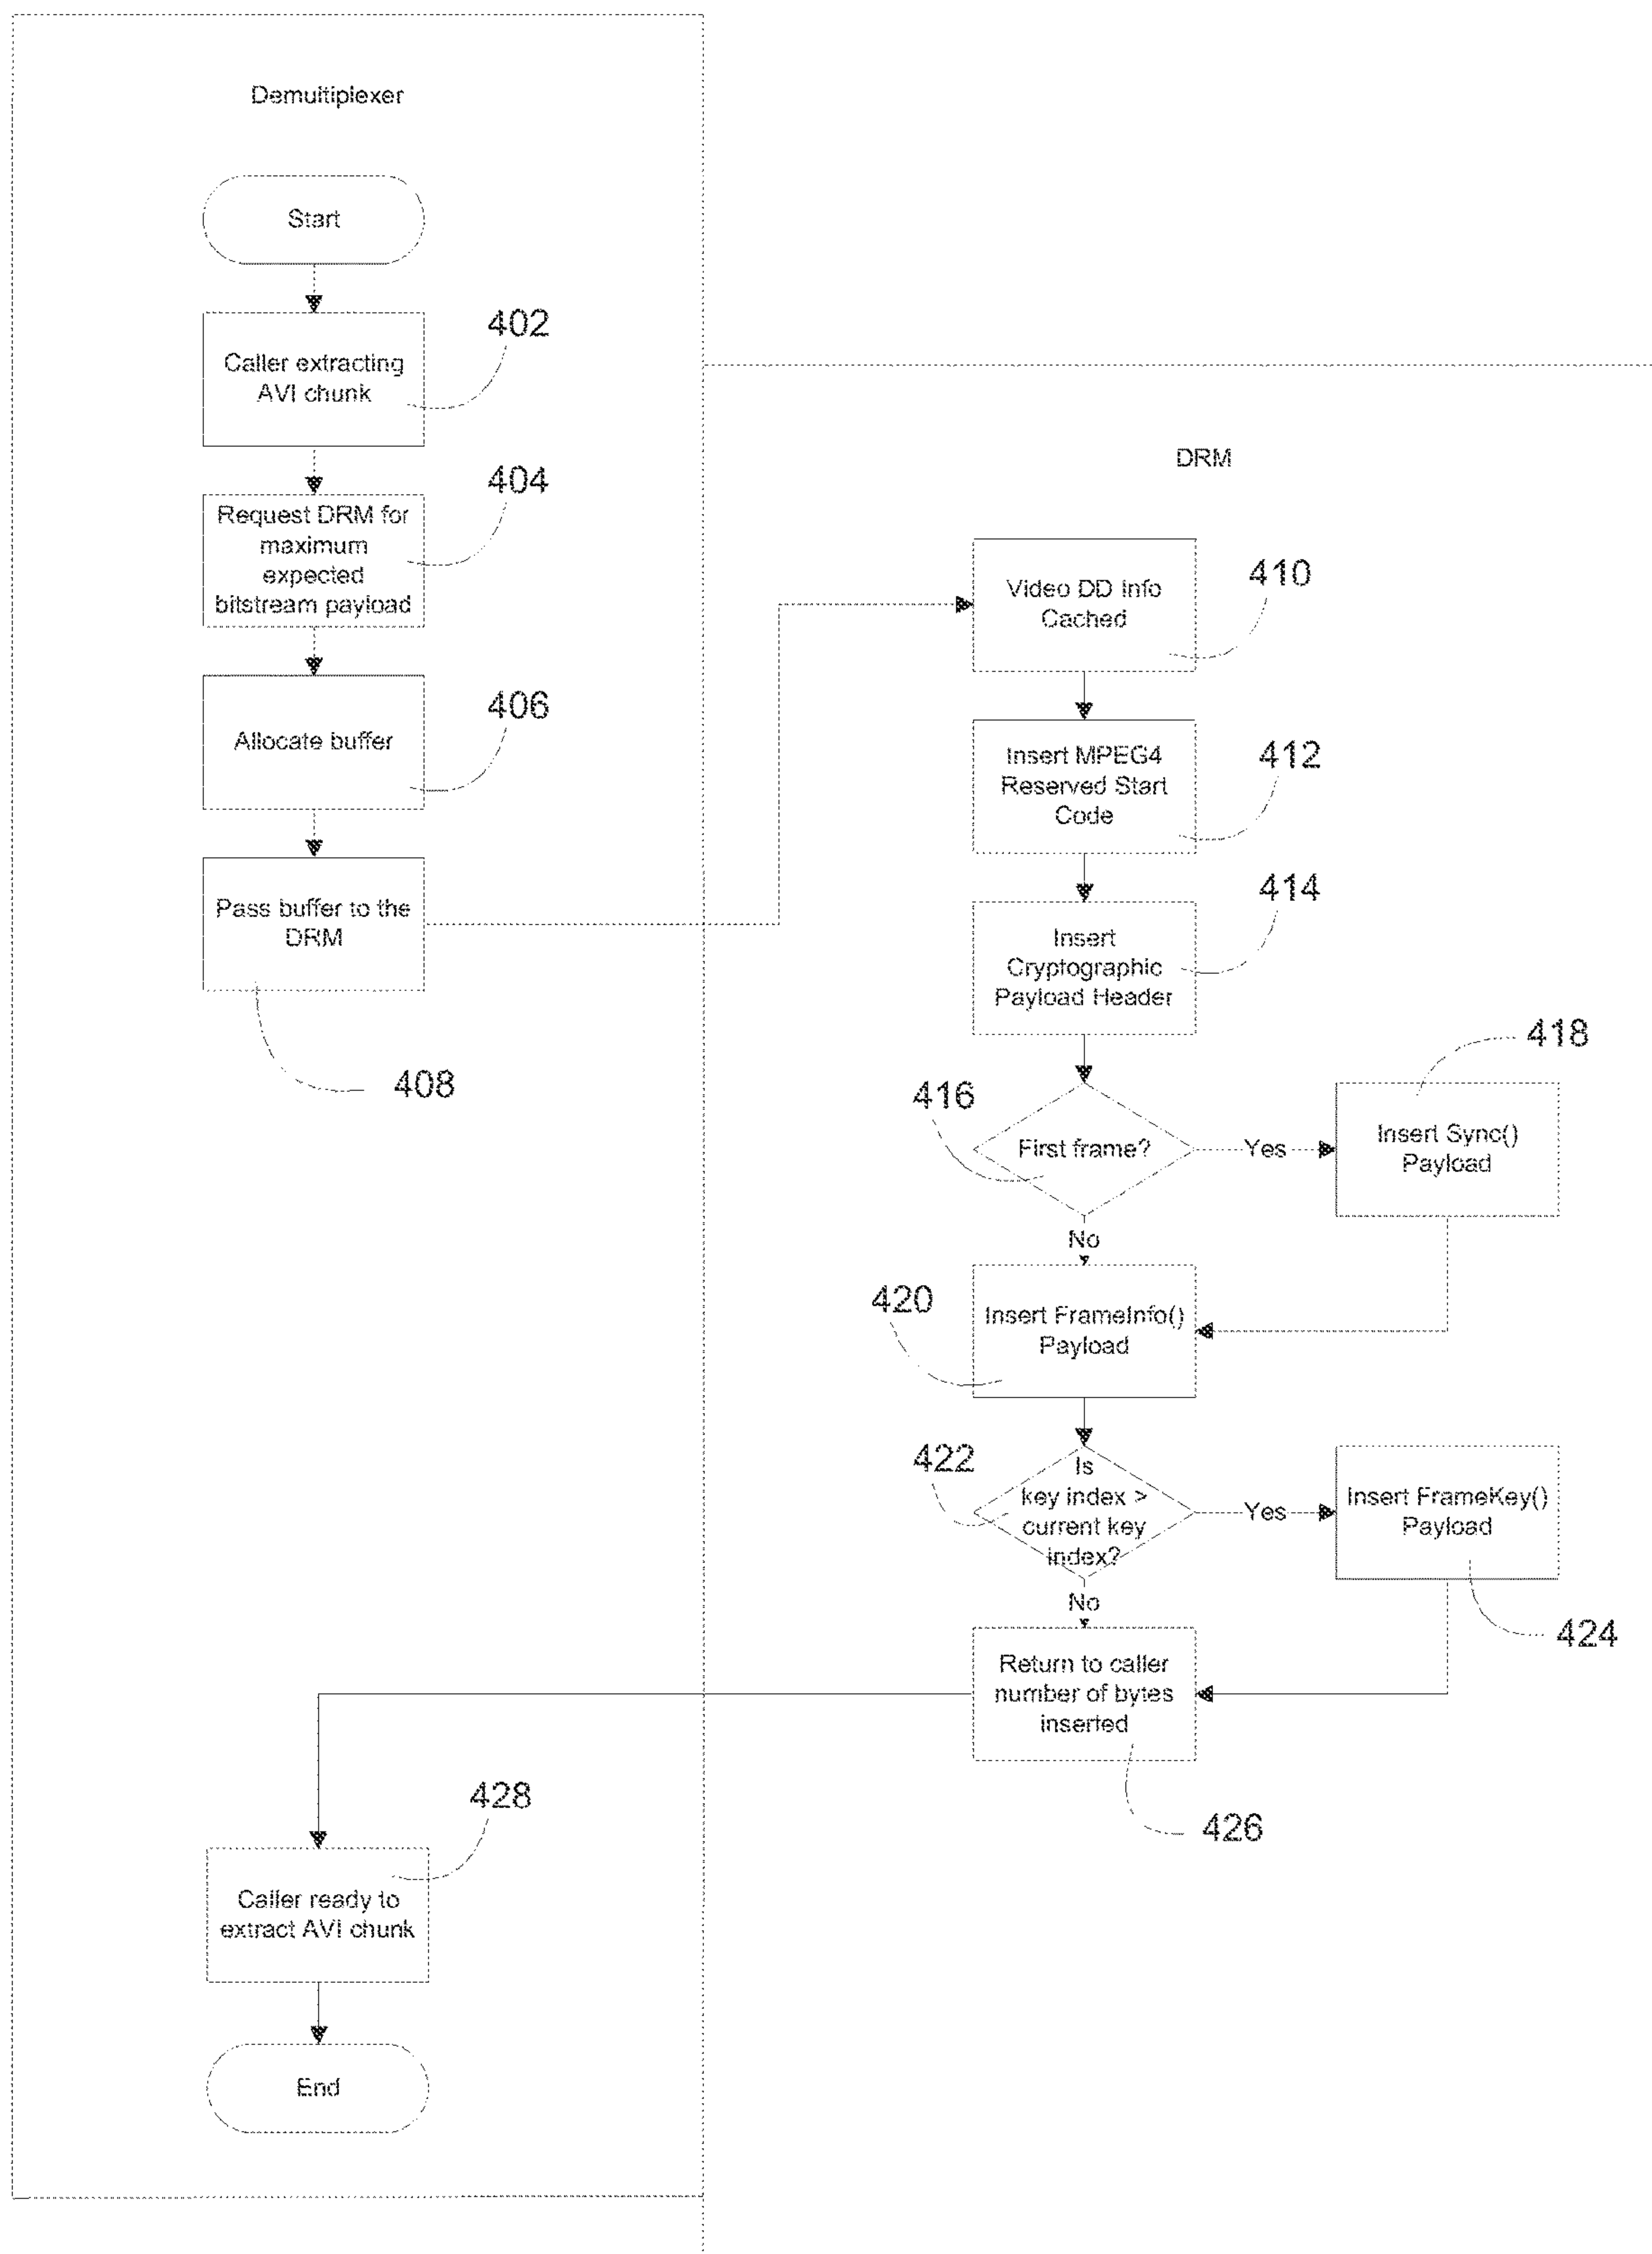 Demultiplexer
Start
402
Caller extracting
AVI chunk
404
Request DRM for
maximum
expected
bitstream payload
406
Allocate buffer
Pass buffer to the
DRM
408
DRM
410
Video DD Info
Cached
412
Insert MPEG4
Reserved Start
Code
414
Insert
Cryptographic
Payload Header
416
First frame?
Yes
418
Insert Sync()
Payload
No
420
Insert FrameInfo()
Payload
422
Is
key index >
current key
index?
Yes
Insert FrameKey()
Payload
424
No
Return to caller
number of bytes
inserted
426
428
Caller ready to
extract AVI chunk
End